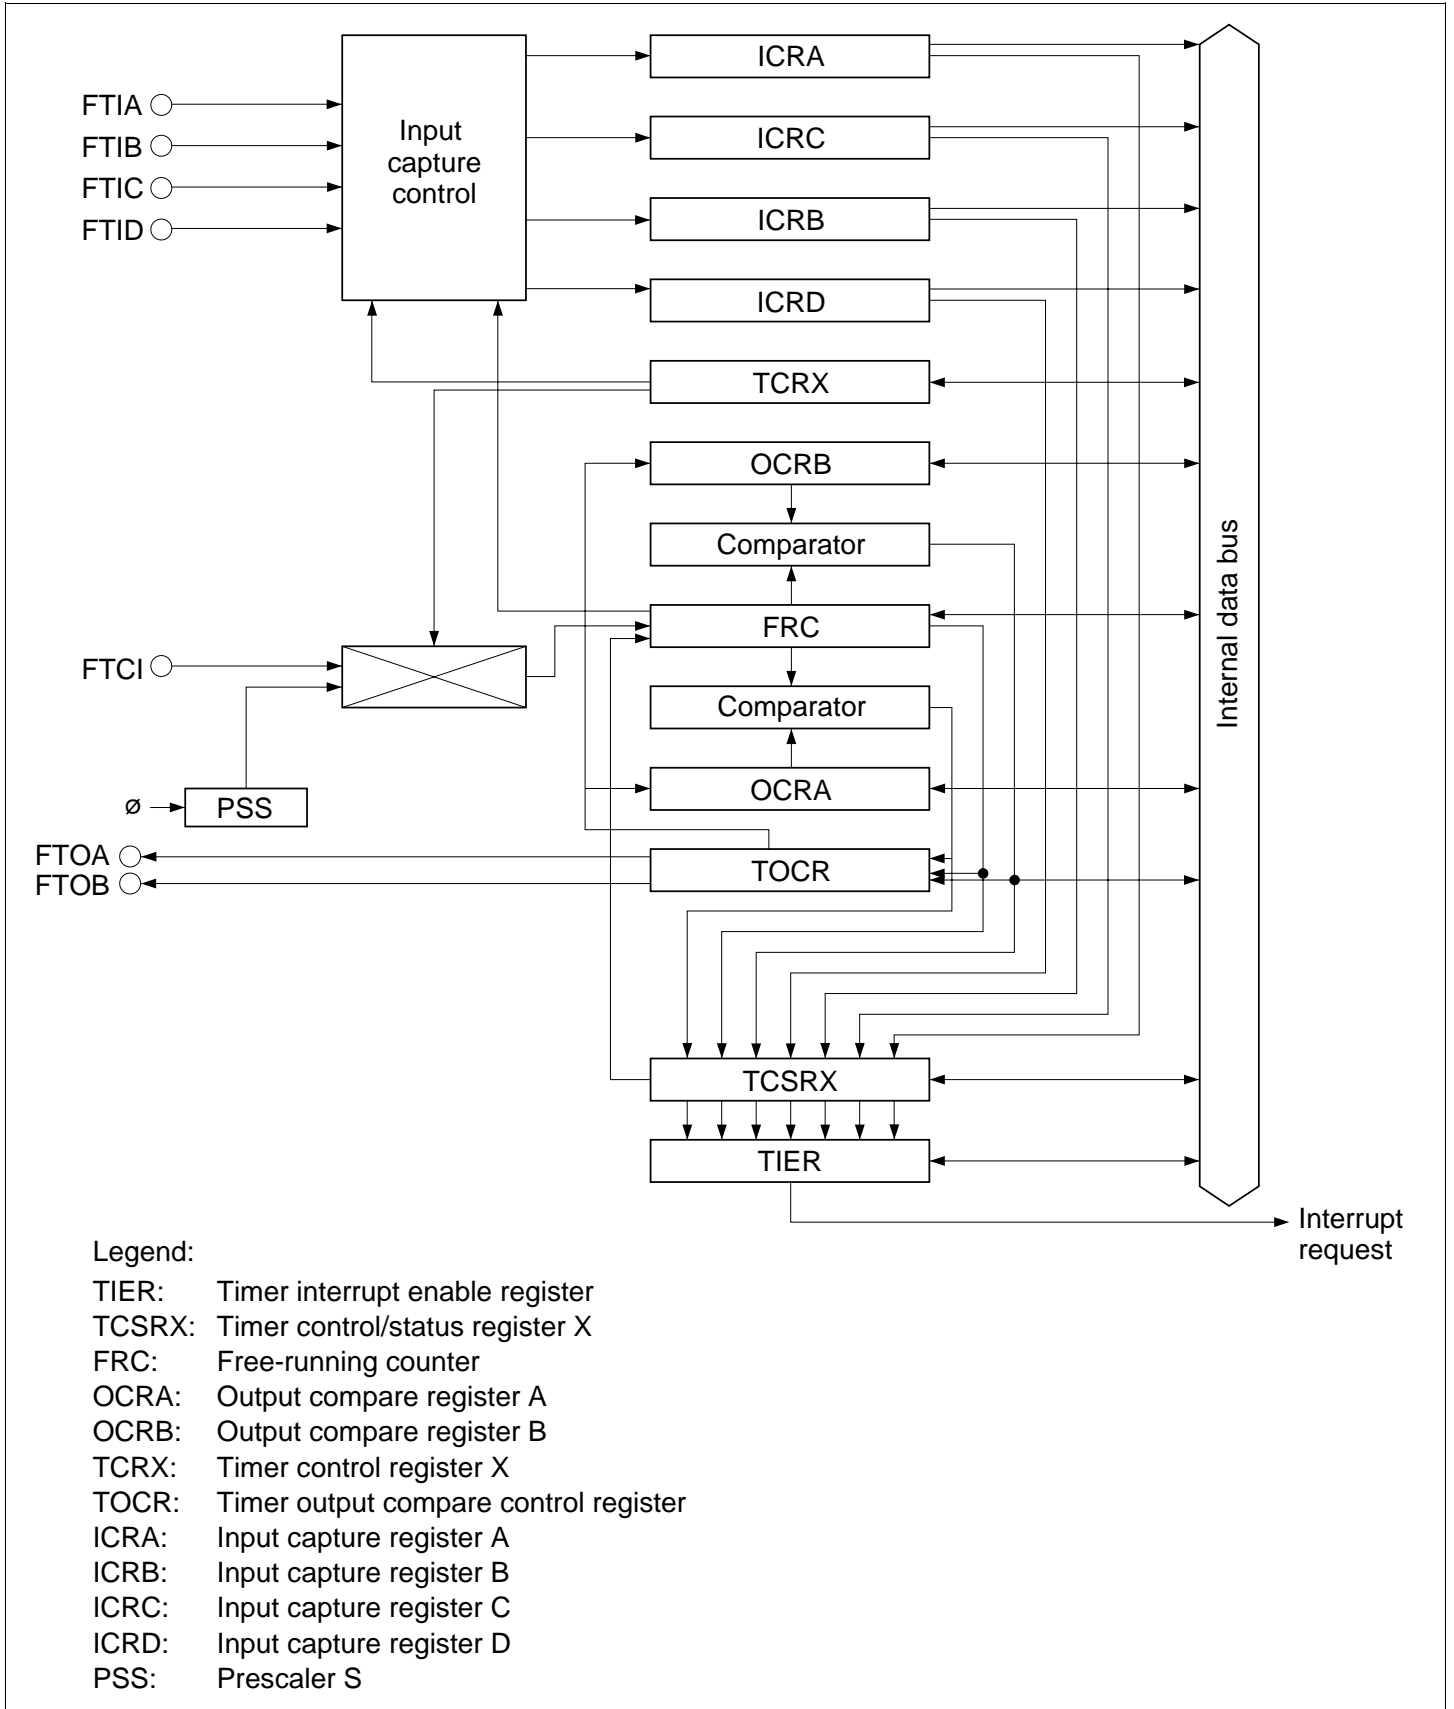 ICRA
FTIA
FTIB
FTIC
FTID
Input
capture
control
ICRC
ICRB
ICRD
TCRX
OCRB
Comparator
FRC
FTCI
Comparator
Internal data bus
OCRA
ø
PSS
FTOA
FTOB
TOCR
TCSRX
TIER
Interrupt
request
Legend:
TIER: Timer interrupt enable register
TCSRX: Timer control/status register X
FRC: Free-running counter
OCRA: Output compare register A
OCRB: Output compare register B
TCRX: Timer control register X
TOCR: Timer output compare control register
ICRA: Input capture register A
ICRB: Input capture register B
ICRC: Input capture register C
ICRD: Input capture register D
PSS: Prescaler S